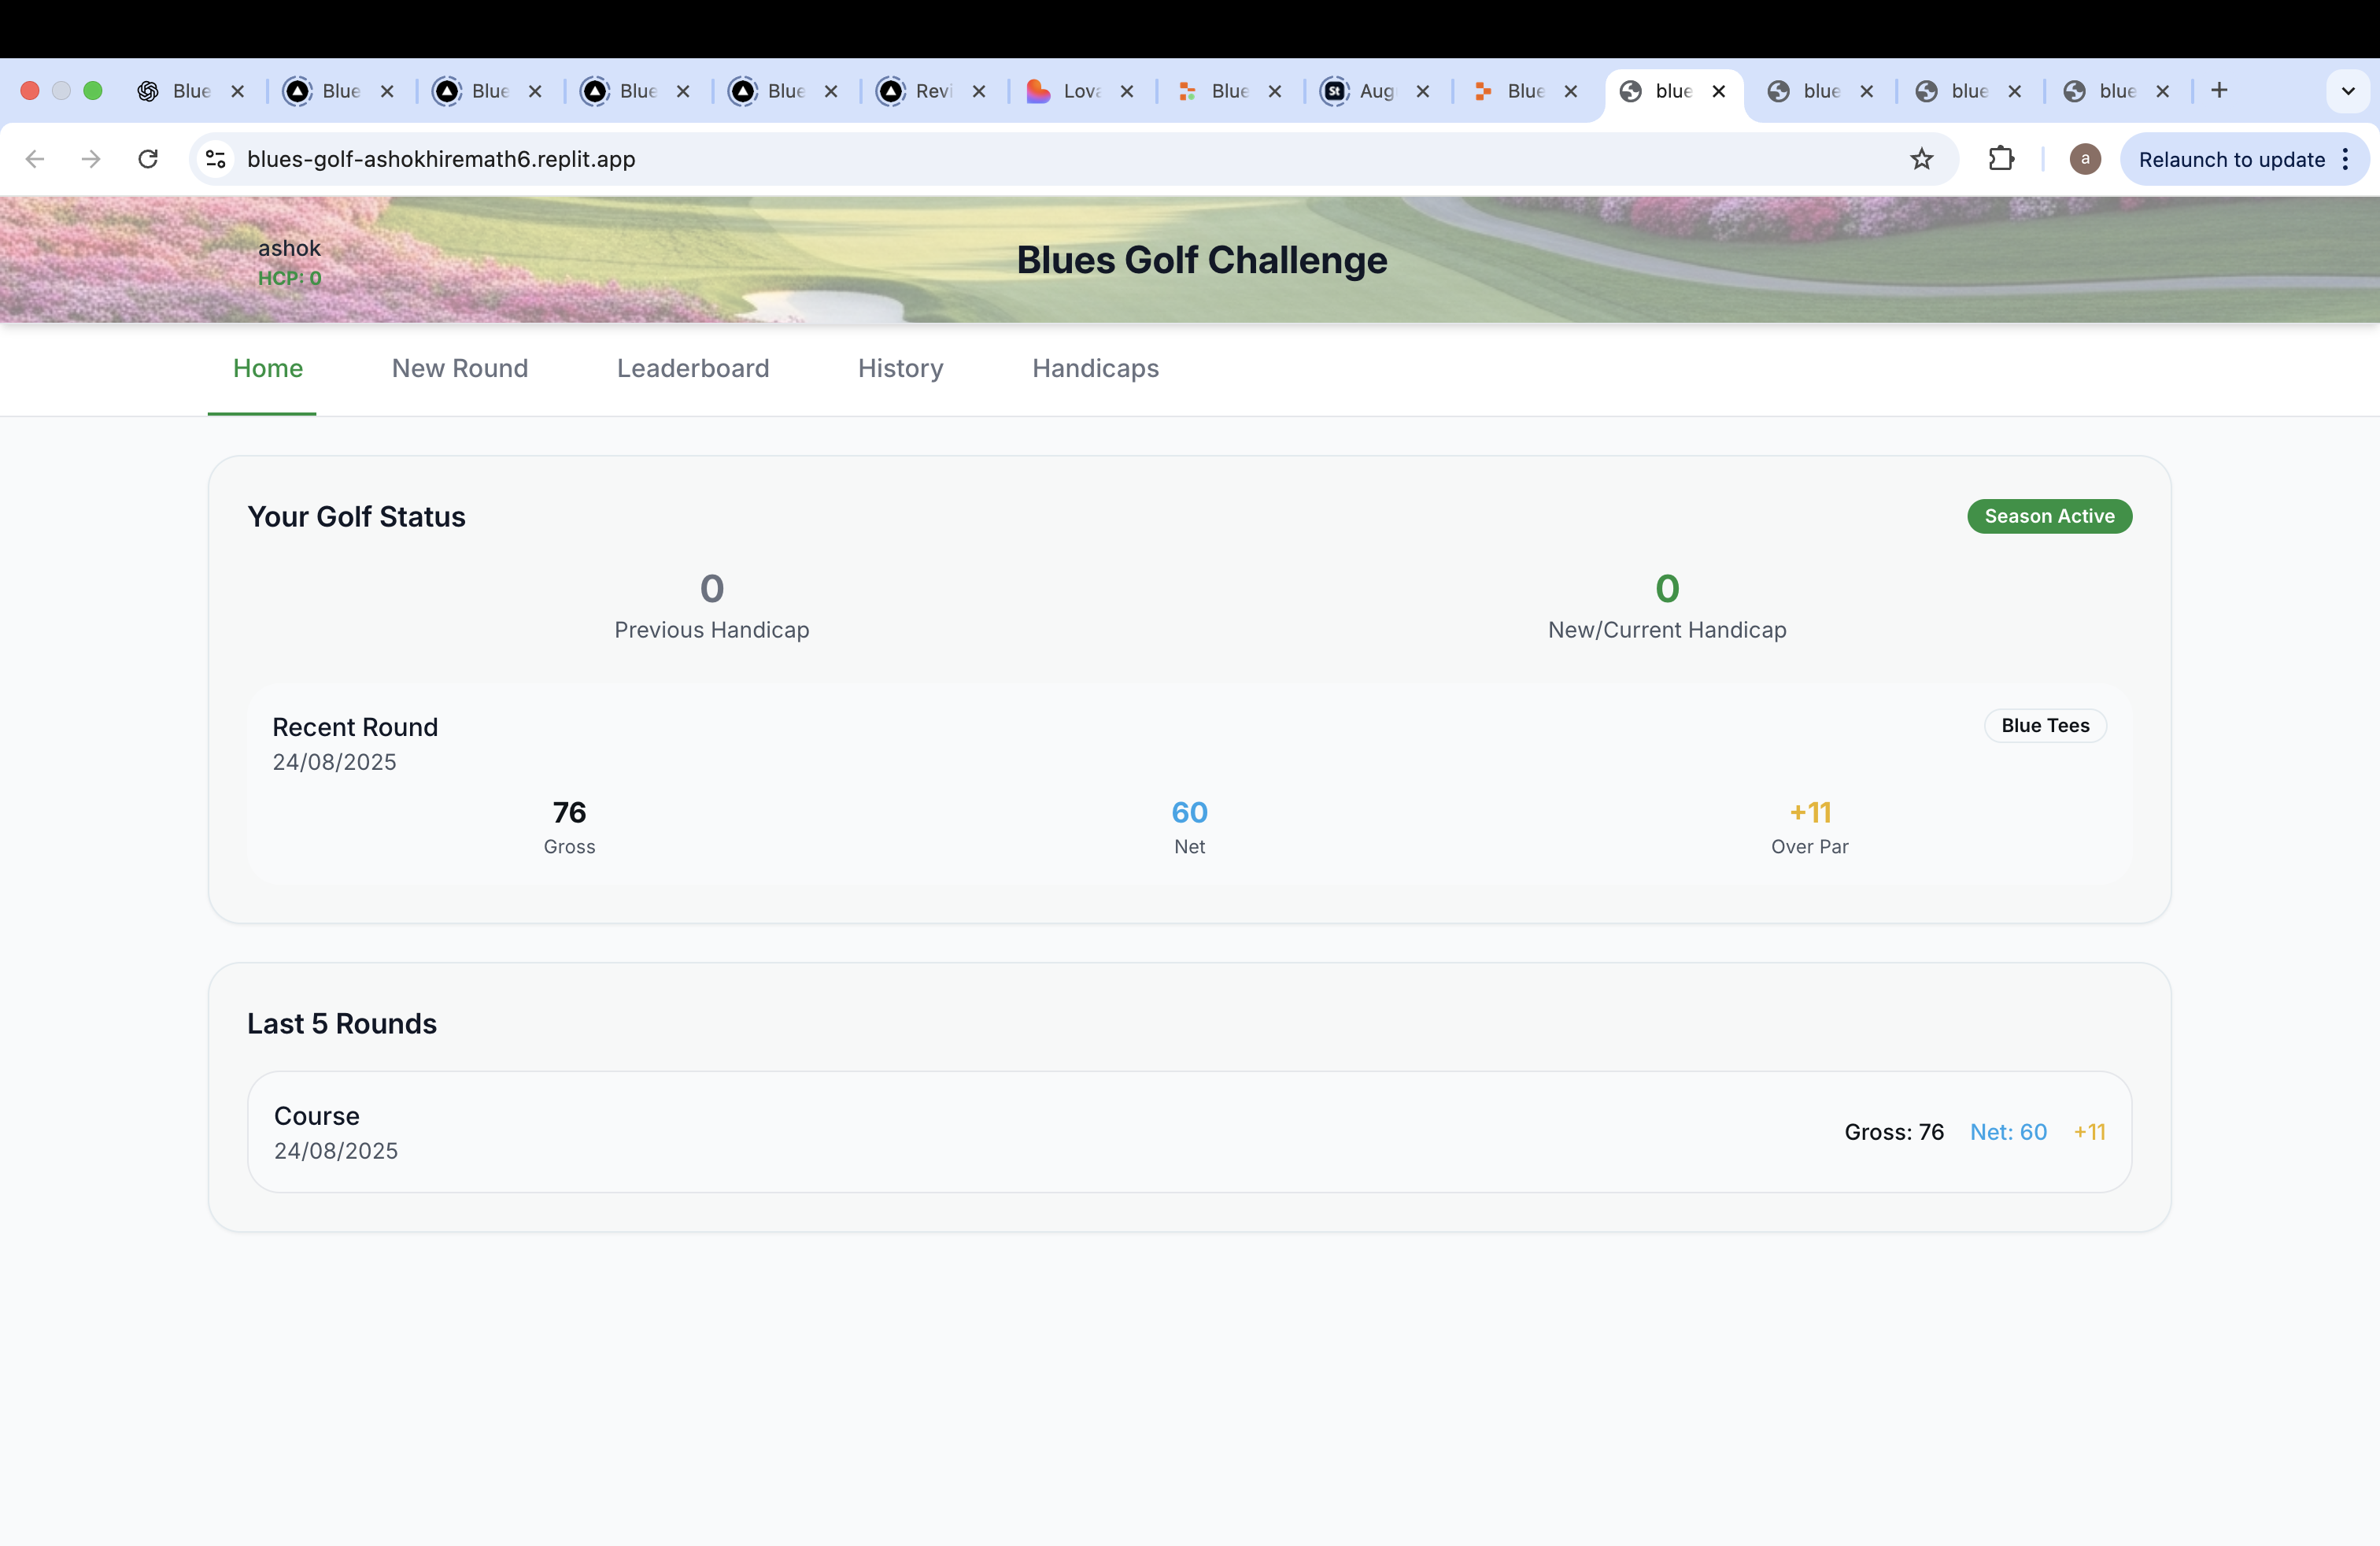 Blue
Blue
Blue
Blue
Blue
Revi
Lova
Blue
St
Aug
Blue
blue
blue
blue
blue
blues-golf-ashokhiremath6.replit.app
a
Relaunch to update
ashok
HCP: 0
Blues Golf Challenge
Home
New Round
Leaderboard
History
Handicaps
Your Golf Status
Season Active
0
Previous Handicap
0
New/Current Handicap
Recent Round
Blue Tees
24/08/2025
76
Gross
60
Net
+11
Over Par
Last 5 Rounds
Course
24/08/2025
Gross: 76
Net: 60
+11